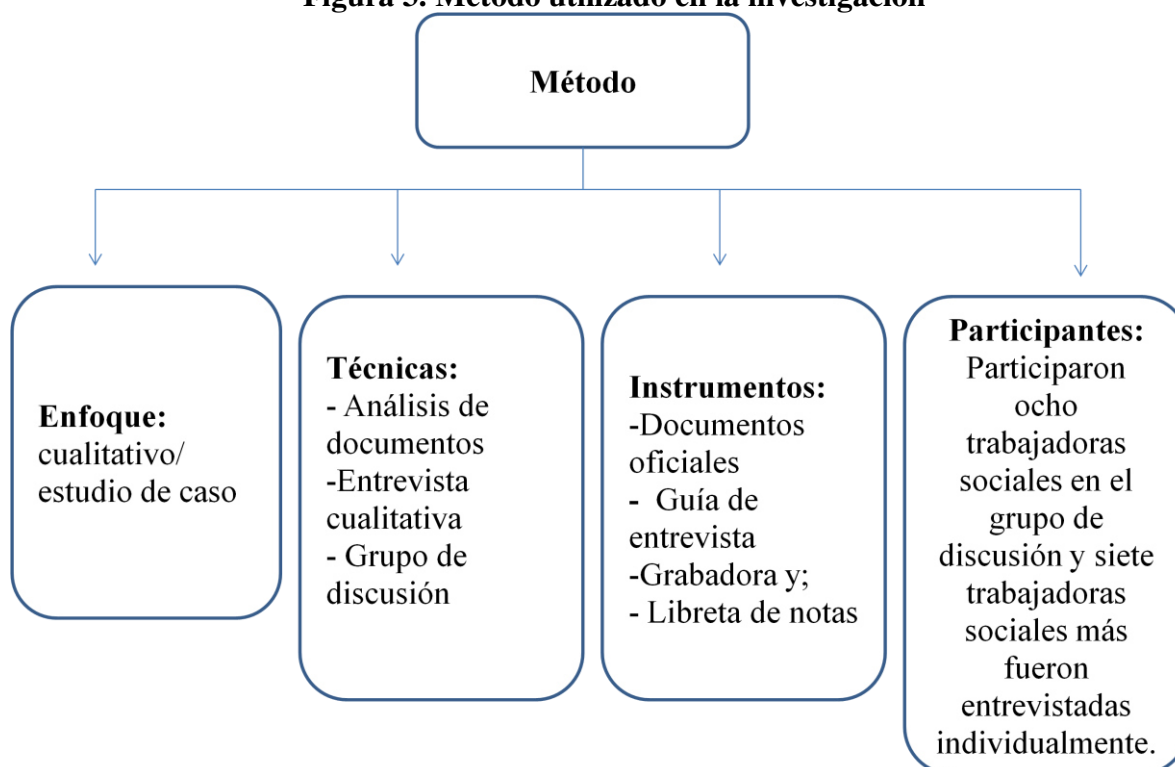 Figura 3. Método utilizado en la investigación
Método
Enfoque:
cualitativo/
estudio de caso
Técnicas:
- Análisis de
documentos
-Entrevista
cualitativa
- Grupo de
discusión
Instrumentos:
-Documentos
oficiales
- Guía de
entrevista
-Grabadora y;
- Libreta de notas
Participantes:
Participaron
ocho
trabajadoras
sociales en el
grupo de
discusión y siete
trabajadoras
sociales más
fueron
entrevistadas
individualmente.